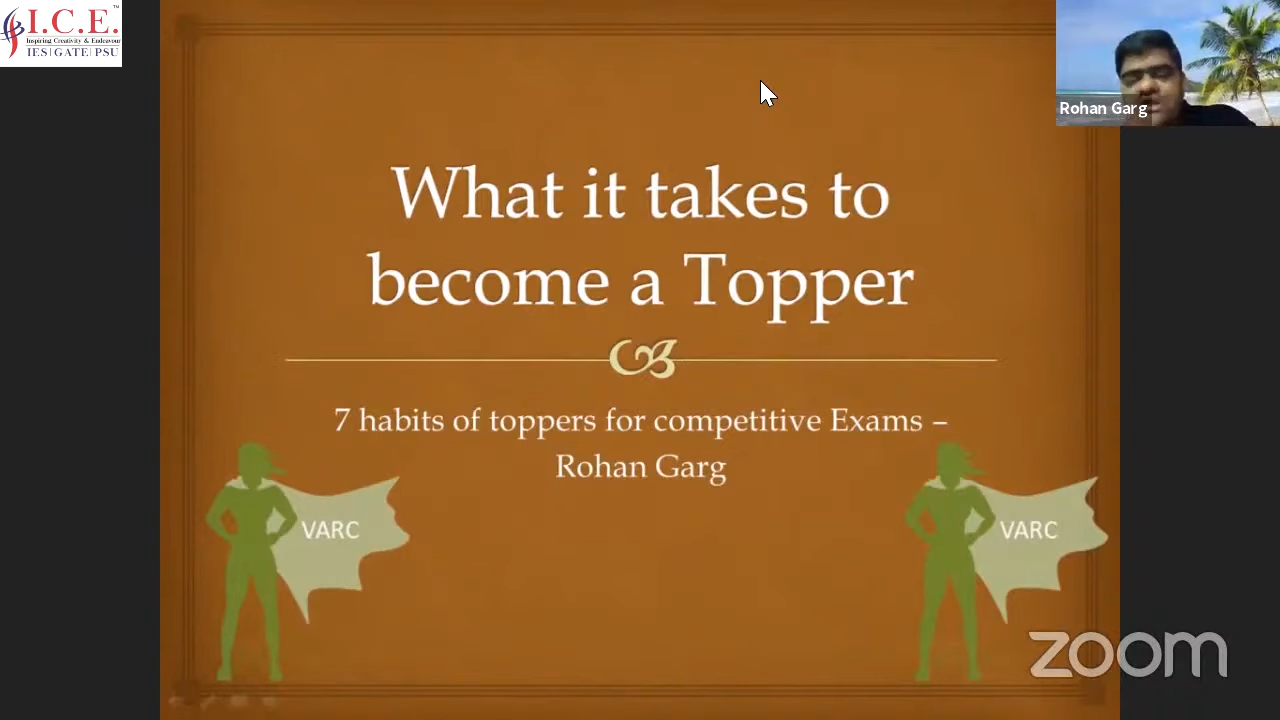 I.C.E.
TM
Inspiring Creativity & Endeavour
IES|GATE|PSU
Rohan Garg
What it takes to
become a Topper
7 habits of toppers for competitive Exams –
Rohan Garg
VARC
VARC
zoom